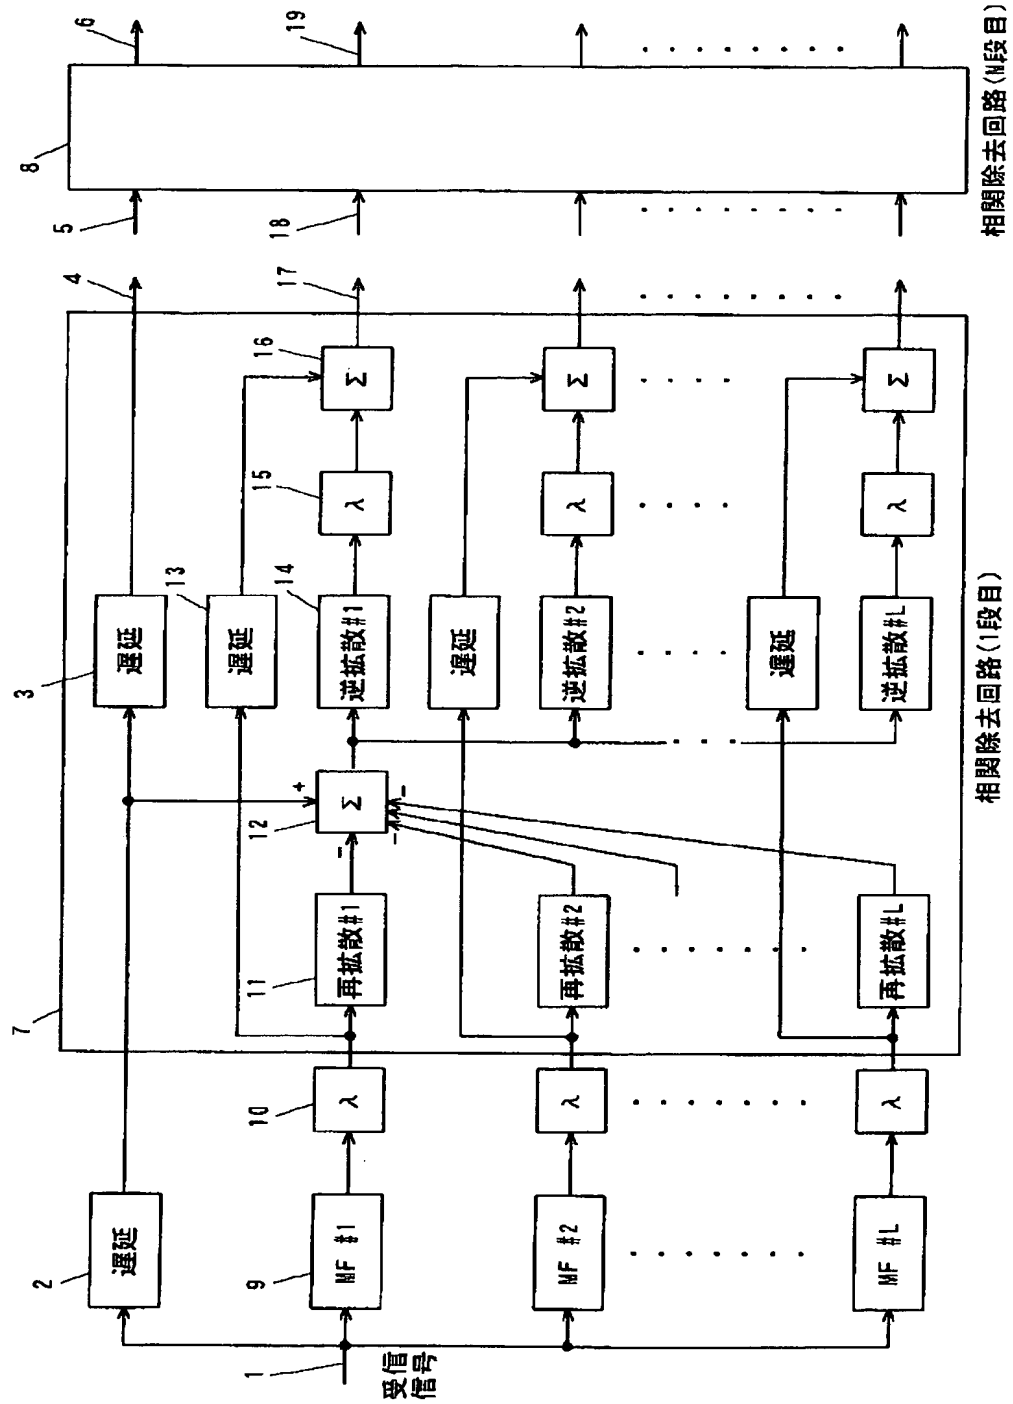 1
受信
信号
2
遅延
9
MF #1
MF #2
MF #L
10
λ
λ
λ
7
11
再拡散#1
再拡散#2
再拡散#L
12
Σ
+
-
-
-
3
遅延
13
遅延
14
逆拡散#1
遅延
逆拡散#2
遅延
逆拡散#L
15
λ
λ
λ
16
Σ
Σ
Σ
4
17
相関除去回路(1段目)
5
18
8
6
19
相関除去回路(N段目)